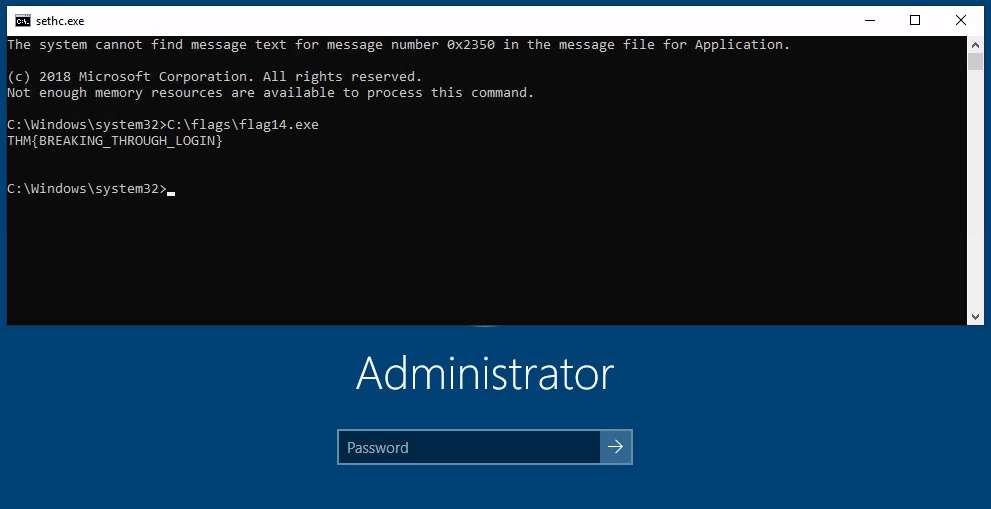 sethc.exe
The system cannot find message text for message number 0x2350 in the message file for Application.
(c) 2018 Microsoft Corporation. All rights reserved.
Not enough memory resources are available to process this command.
C:\Windows\system32>C:\flags\flag14.exe
THM{BREAKING_THROUGH_LOGIN}
C:\Windows\system32>
Administrator
Password